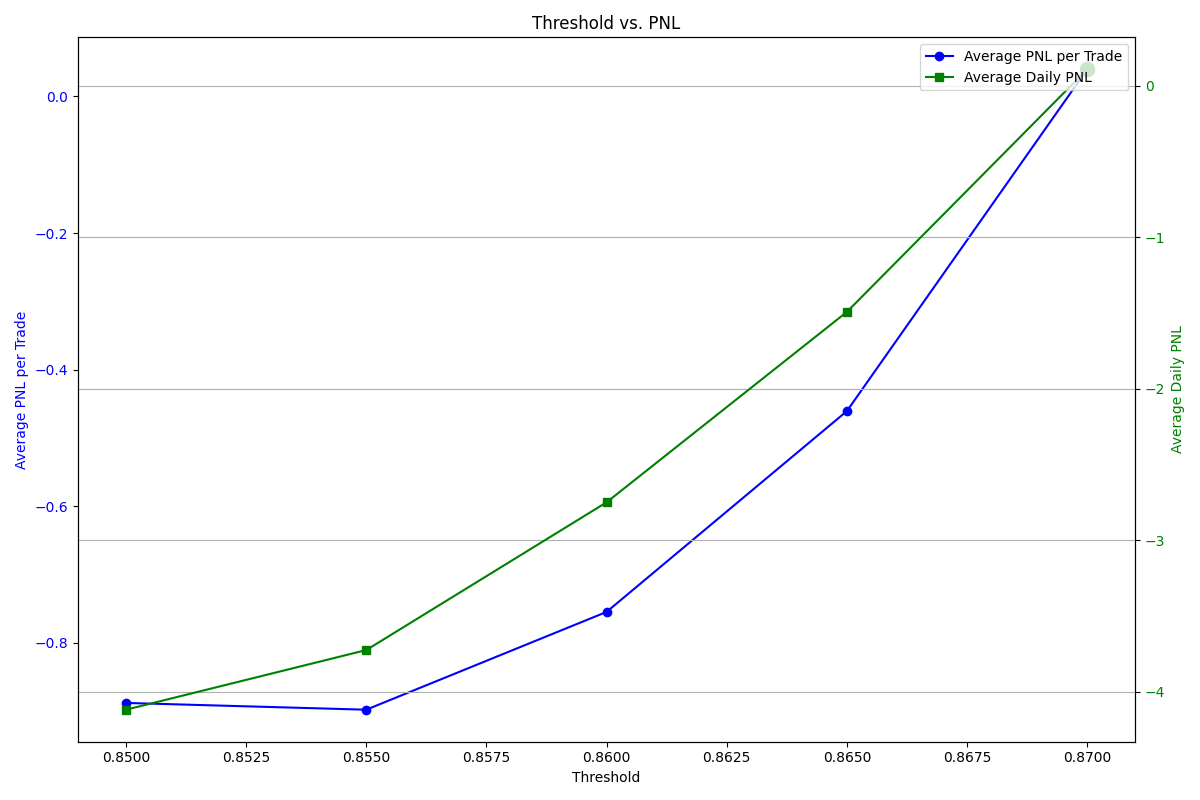 Threshold vs. PNL
Average PNL per Trade
Average Daily PNL
0.0
−0.2
−0.4
−0.6
−0.8
Average PNL per Trade
0
−1
−2
−3
−4
Average Daily PNL
0.8500 0.8525 0.8550 0.8575 0.8600 0.8625 0.8650 0.8675 0.8700
Threshold